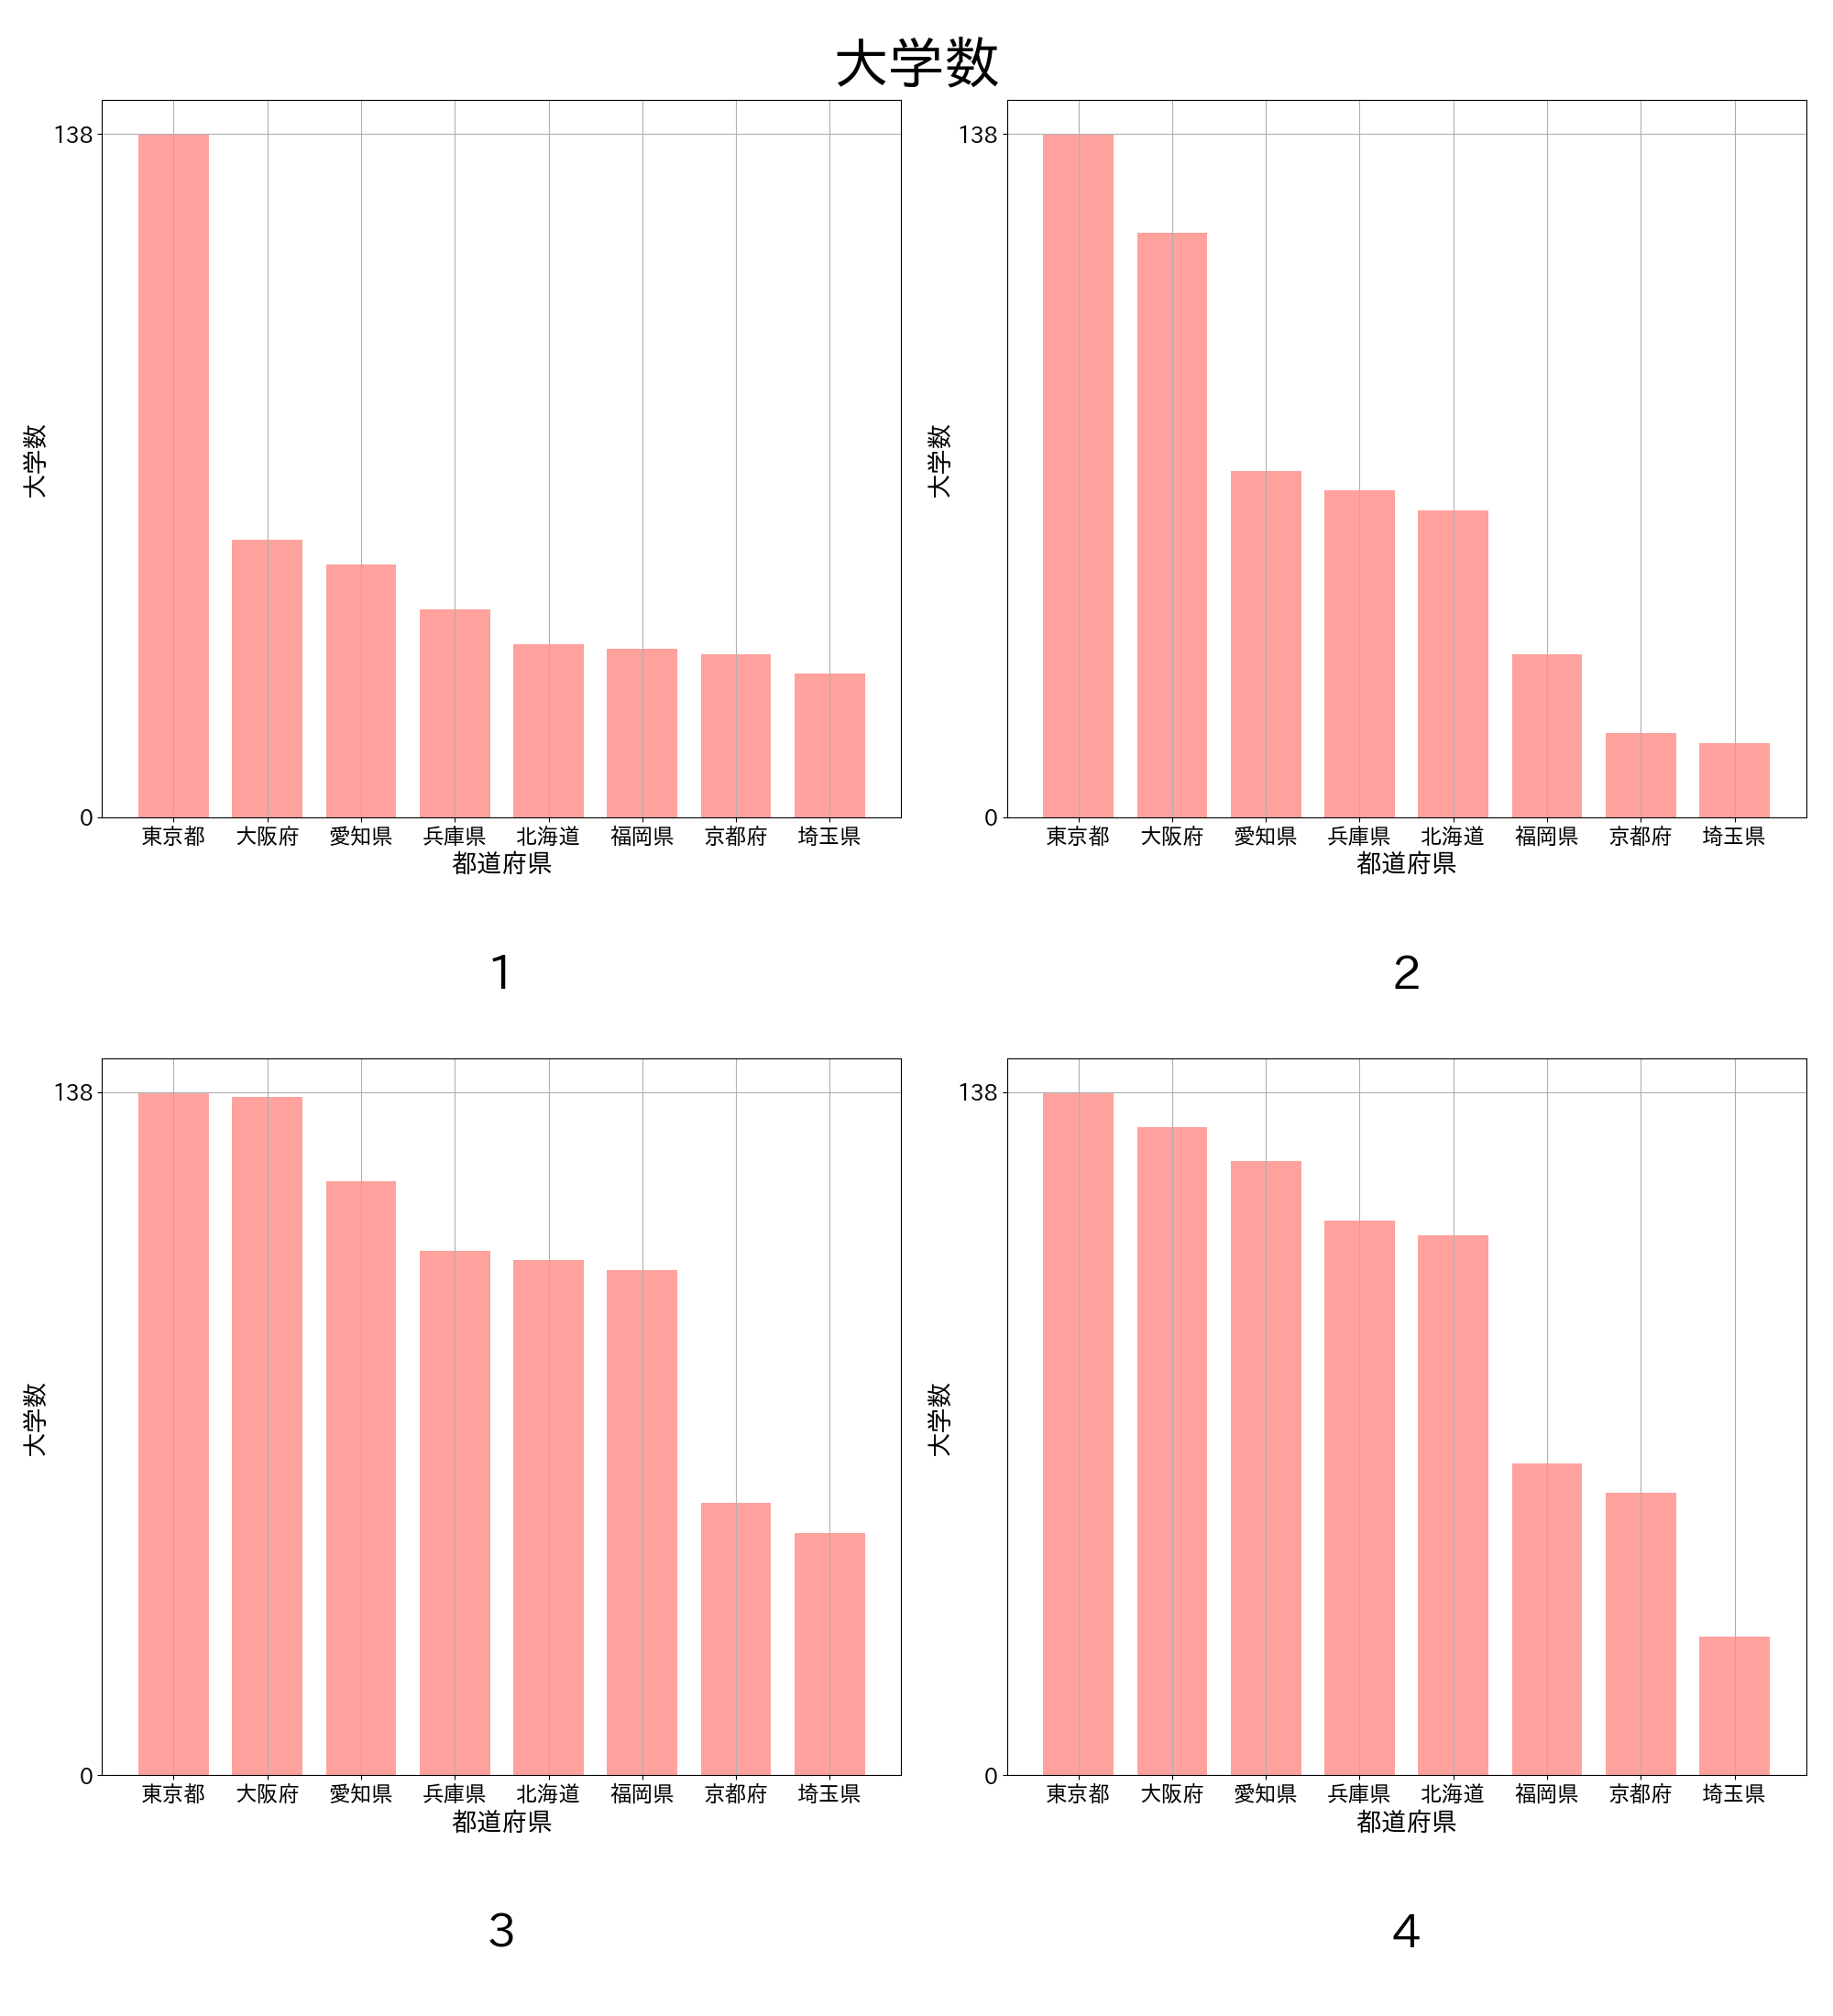 大学数
138
0
大学数
東京都 大阪府 愛知県 兵庫県 北海道 福岡県 京都府 埼玉県
都道府県
1
138
0
大学数
東京都 大阪府 愛知県 兵庫県 北海道 福岡県 京都府 埼玉県
都道府県
2
138
0
大学数
東京都 大阪府 愛知県 兵庫県 北海道 福岡県 京都府 埼玉県
都道府県
3
138
0
大学数
東京都 大阪府 愛知県 兵庫県 北海道 福岡県 京都府 埼玉県
都道府県
4